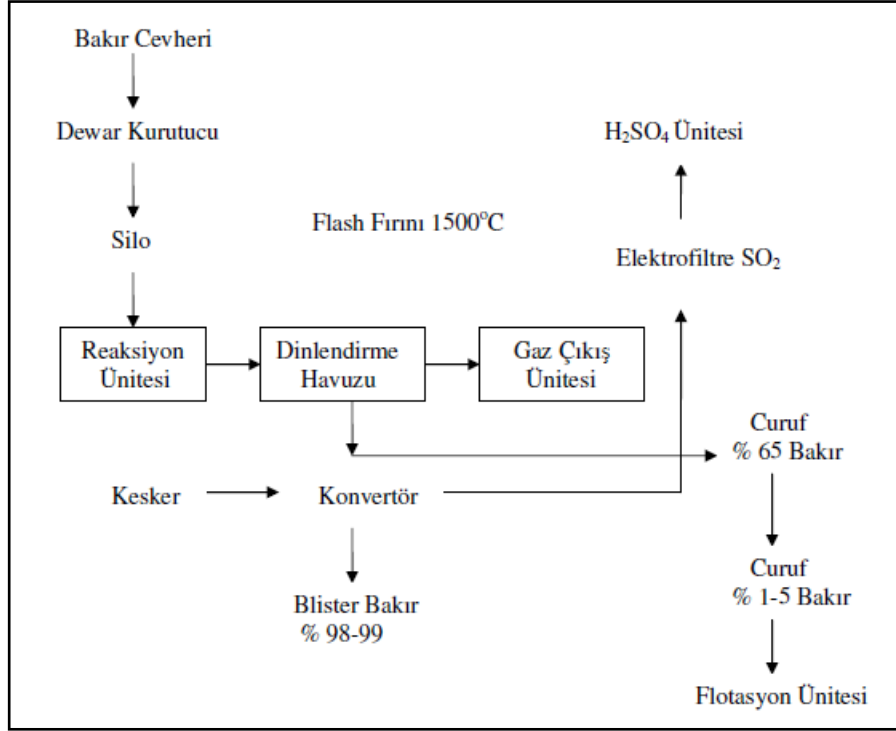 Bakır Cevheri
Dewar Kurutucu
H₂SO₄ Ünitesi
Flash Fırını 1500°C
Silo
Elektrofiltre SO₂
Reaksiyon
Ünitesi
Dinlendirme
Havuzu
Gaz Çıkış
Ünitesi
Curuf
% 65 Bakır
Kesker
Konvertör
Curuf
% 1-5 Bakır
Blister Bakır
% 98-99
Flotasyon Ünitesi